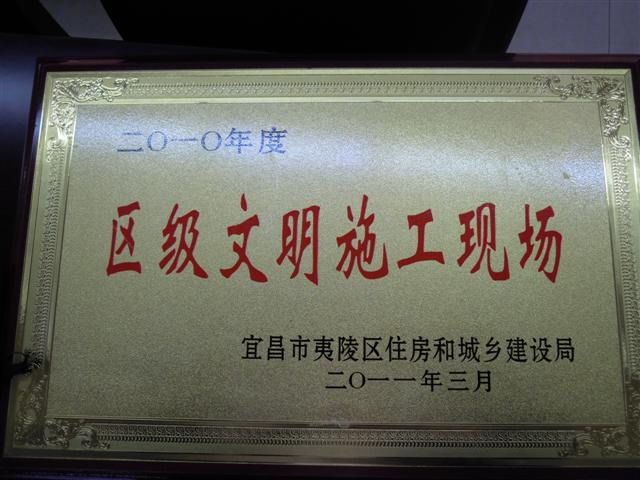 二〇一〇年度
区级文明施工现场
宜昌市夷陵区住房和城乡建设局
二〇一一年三月